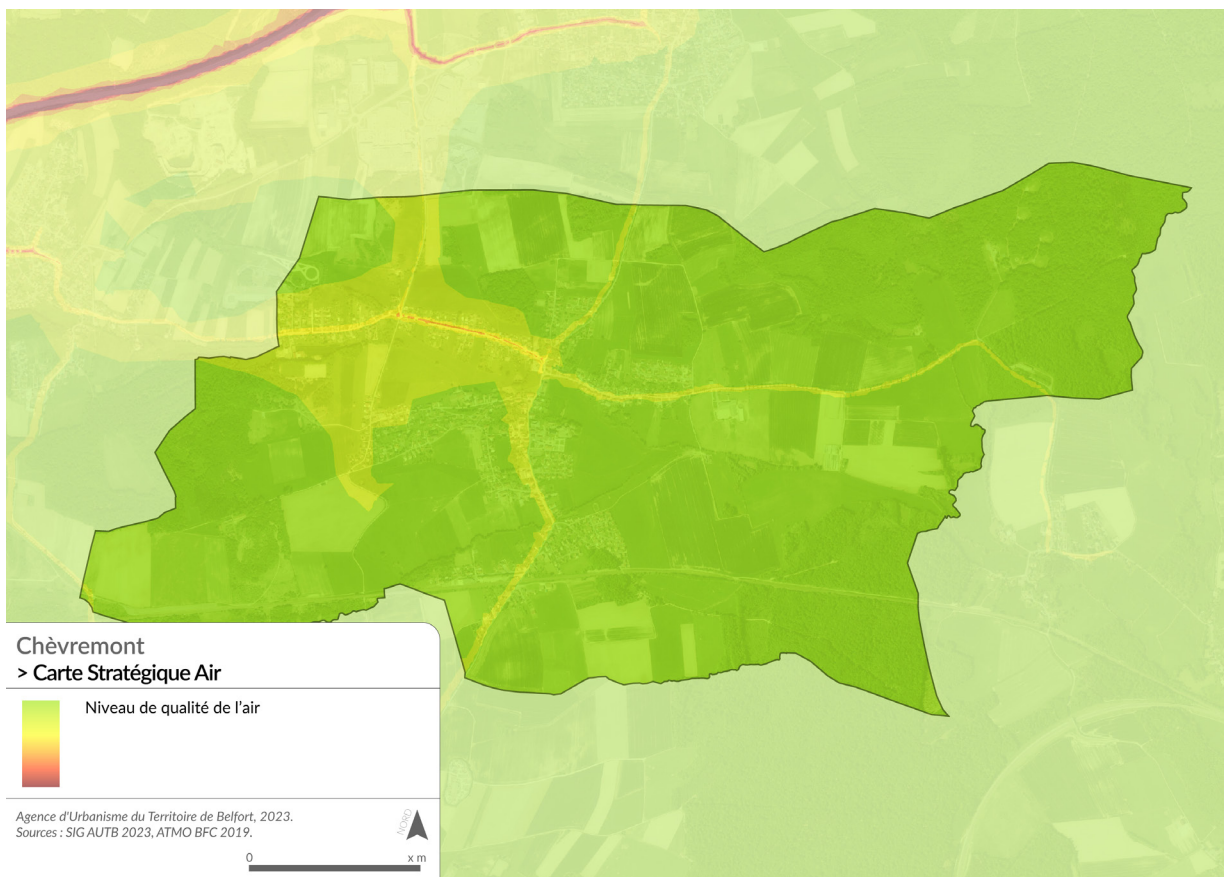 Chèvremont
> Carte Stratégique Air
Niveau de qualité de l'air
Agence d'Urbanisme du Territoire de Belfort, 2023.
Sources : SIG AUTB 2023, ATMO BFC 2019.
NORD
0 x m